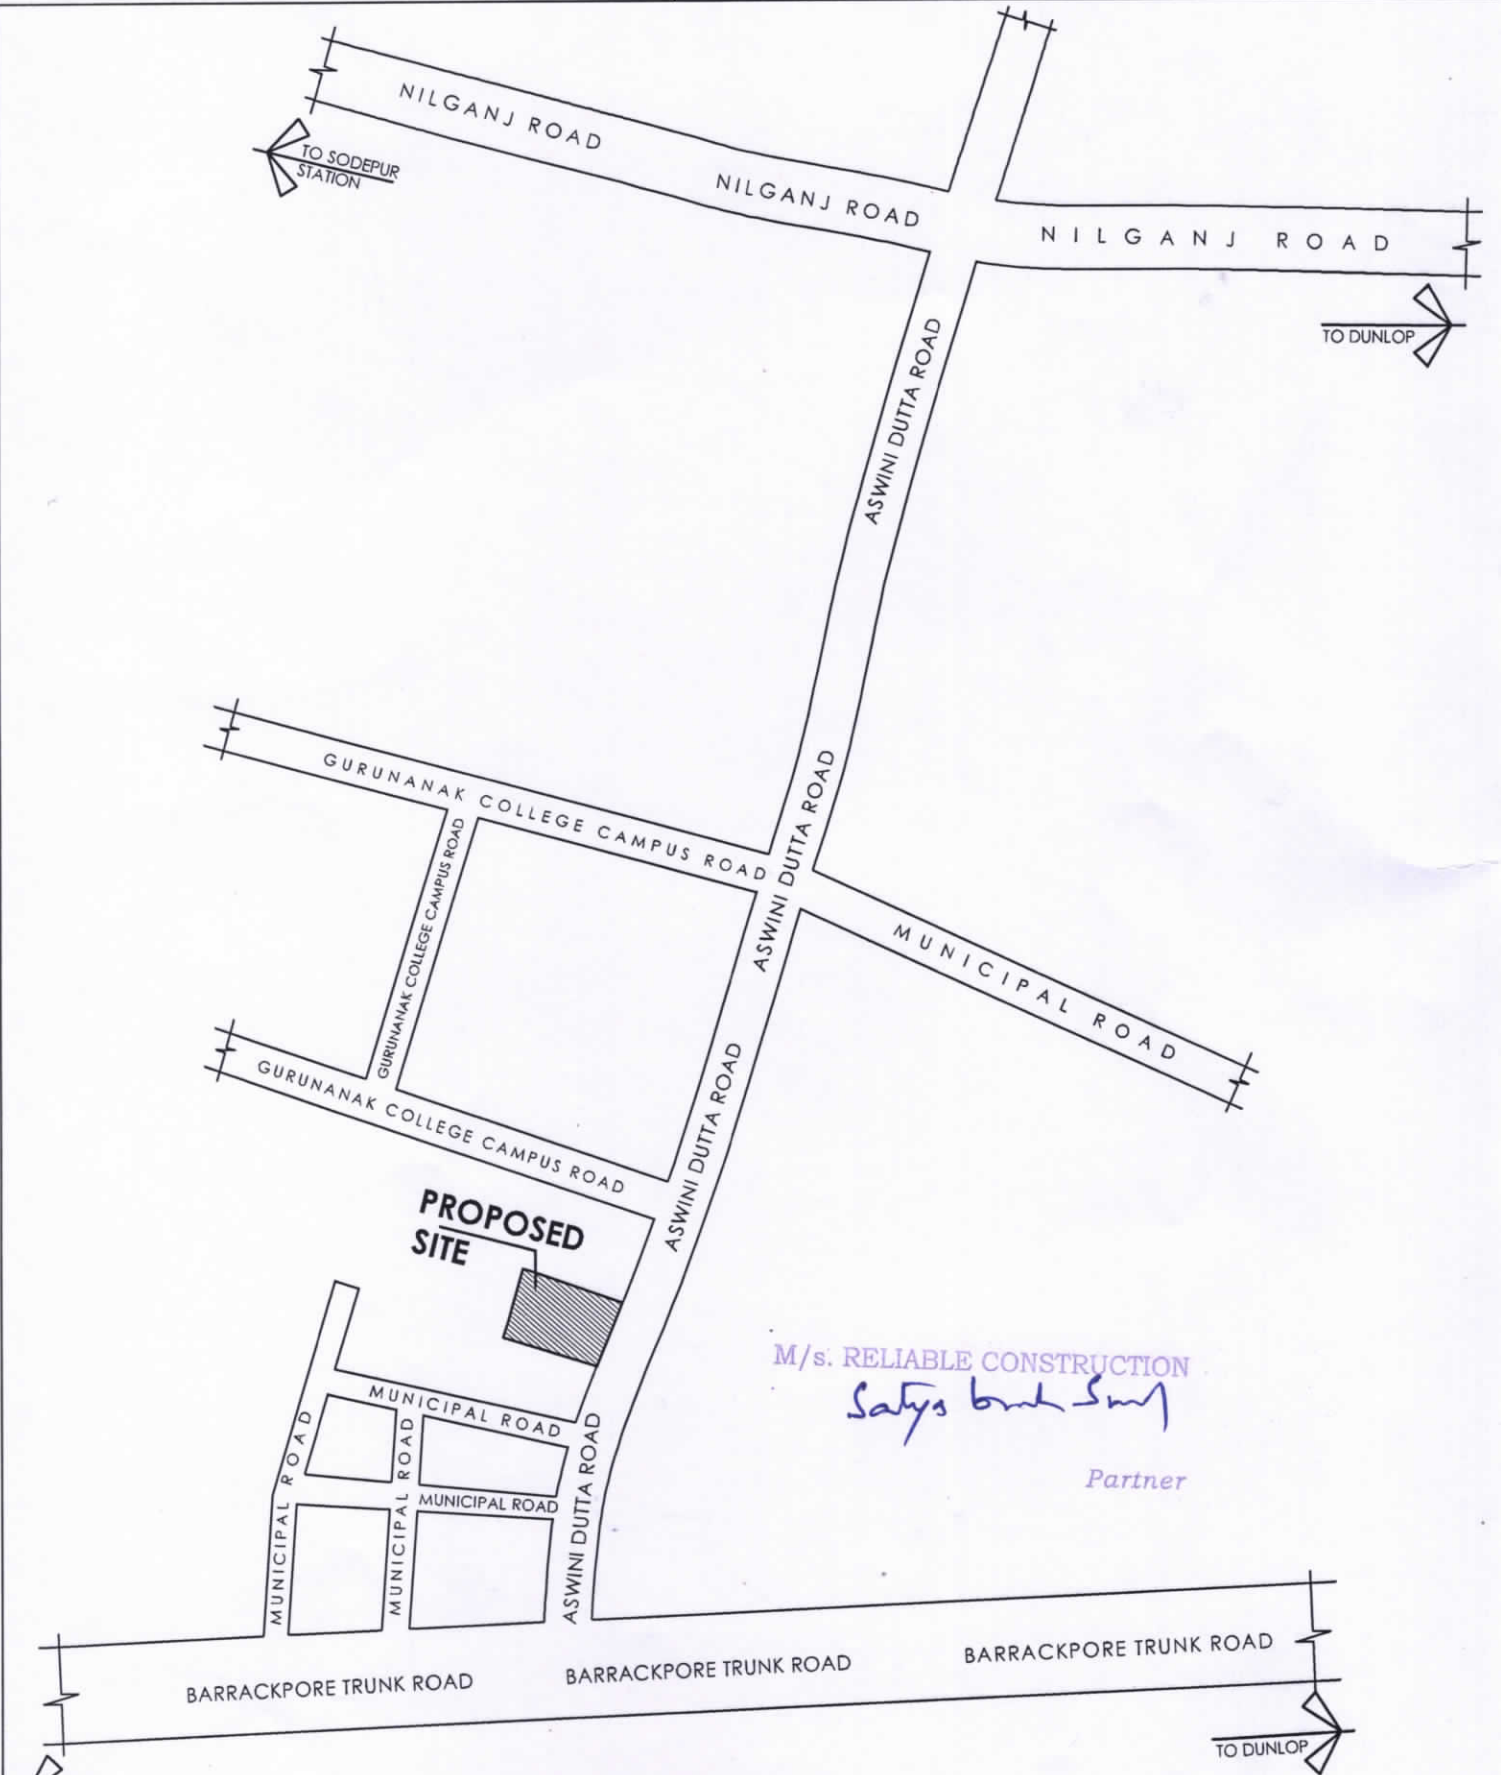 NILGANJ ROAD
TO SODEPUR
STATION
NILGANJ ROAD
NILGANJ ROAD
TO DUNLOP
ASWINI DUTTA ROAD
GURUNANAK COLLEGE CAMPUS ROAD
ASWINI DUTTA ROAD
GURUNANAK COLLEGE CAMPUS ROAD
MUNICIPAL ROAD
GURUNANAK COLLEGE CAMPUS ROAD
ASWINI DUTTA ROAD
PROPOSED
SITE
M/s. RELIABLE CONSTRUCTION
Partner
MUNICIPAL ROAD
MUNICIPAL ROAD
MUNICIPAL ROAD
MUNICIPAL ROAD
ASWINI DUTTA ROAD
BARRACKPORE TRUNK ROAD
BARRACKPORE TRUNK ROAD
BARRACKPORE TRUNK ROAD
TO DUNLOP